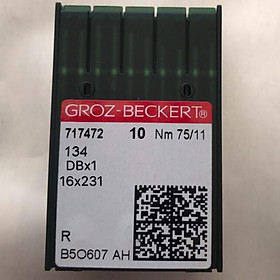 GROZ-BECKERT®
717472 10 Nm 75/11
134
DBx1
16x231
R
B5O607 AH